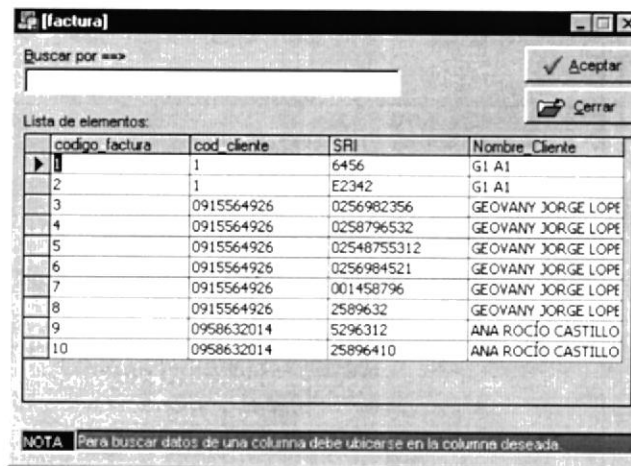 [factura]
Buscar por ==>
Aceptar
Cerrar
Lista de elementos:
codigo_factura cod_cliente SRI Nombre_Cliente
1 1 6456 G1 A1
2 1 E2342 G1 A1
3 0915564926 0256982356 GEOVANY JORGE LOPE
4 0915564926 0258796532 GEOVANY JORGE LOPE
5 0915564926 02548755312 GEOVANY JORGE LOPE
6 0915564926 0256984521 GEOVANY JORGE LOPE
7 0915564926 001458796 GEOVANY JORGE LOPE
8 0915564926 2589632 GEOVANY JORGE LOPE
9 0958632014 5296312 ANA ROCÍO CASTILLO
10 0958632014 25896410 ANA ROCÍO CASTILLO
NOTA Para buscar datos de una columna debe ubicarse en la columna deseada.